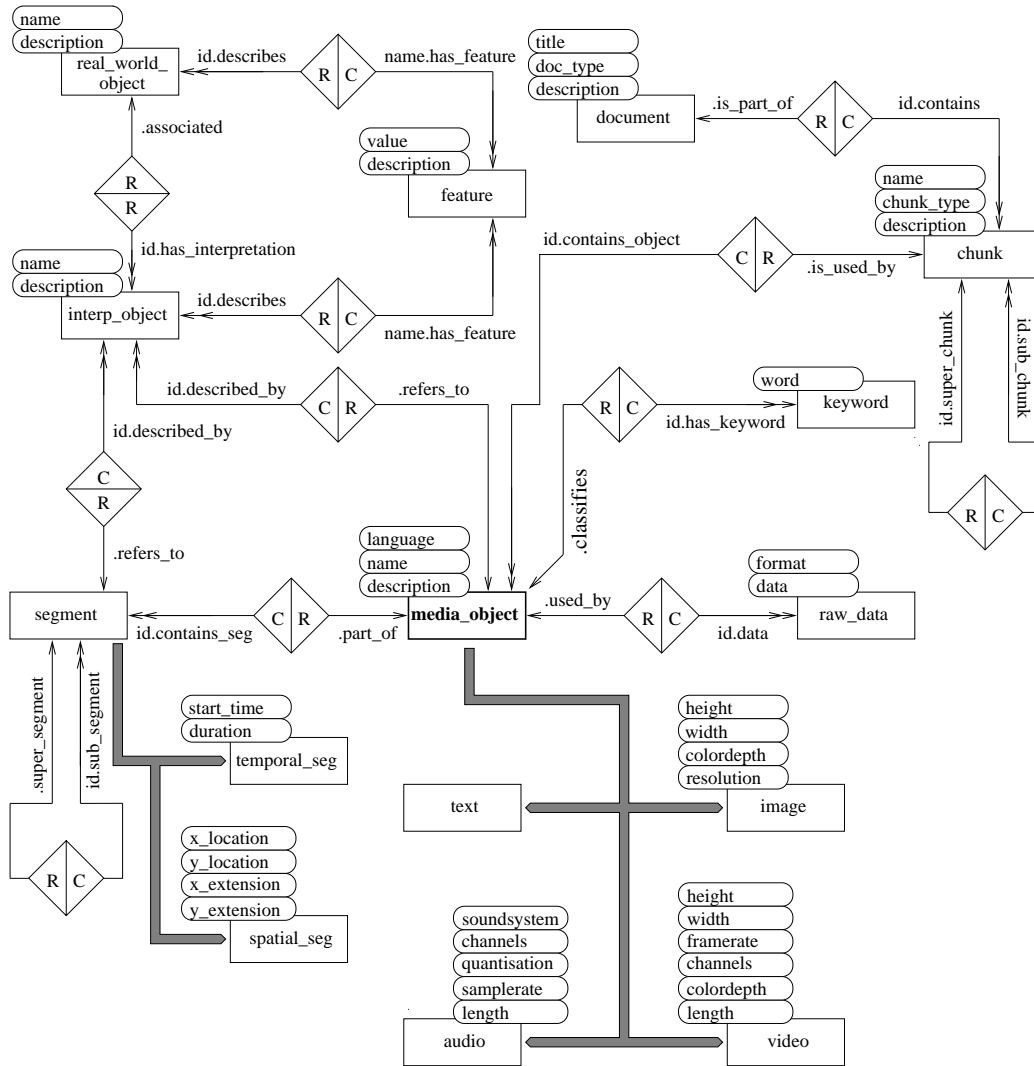 name
description
real_world_
object
id.describes
R
C
name.has_feature
title
doc_type
description
document
.is_part_of
R
C
id.contains
.associated
value
description
feature
R
R
name
chunk_type
description
chunk
id.has_interpretation
id.contains_object
C
R
.is_used_by
name
description
interp_object
id.describes
R
C
name.has_feature
id.super_chunk
id.sub_chunk
id.described_by
C
R
.refers_to
word
keyword
R
C
id.has_keyword
id.described_by
C
R
.refers_to
.classifies
R
C
language
name
description
media_object
format
data
raw_data
.used_by
R
C
id.data
segment
id.contains_seg
C
R
.part_of
.super_segment
id.sub_segment
start_time
duration
temporal_seg
height
width
colordepth
resolution
image
text
x_location
y_location
x_extension
y_extension
spatial_seg
R
C
soundsystem
channels
quantisation
samplerate
length
audio
height
width
framerate
channels
colordepth
length
video